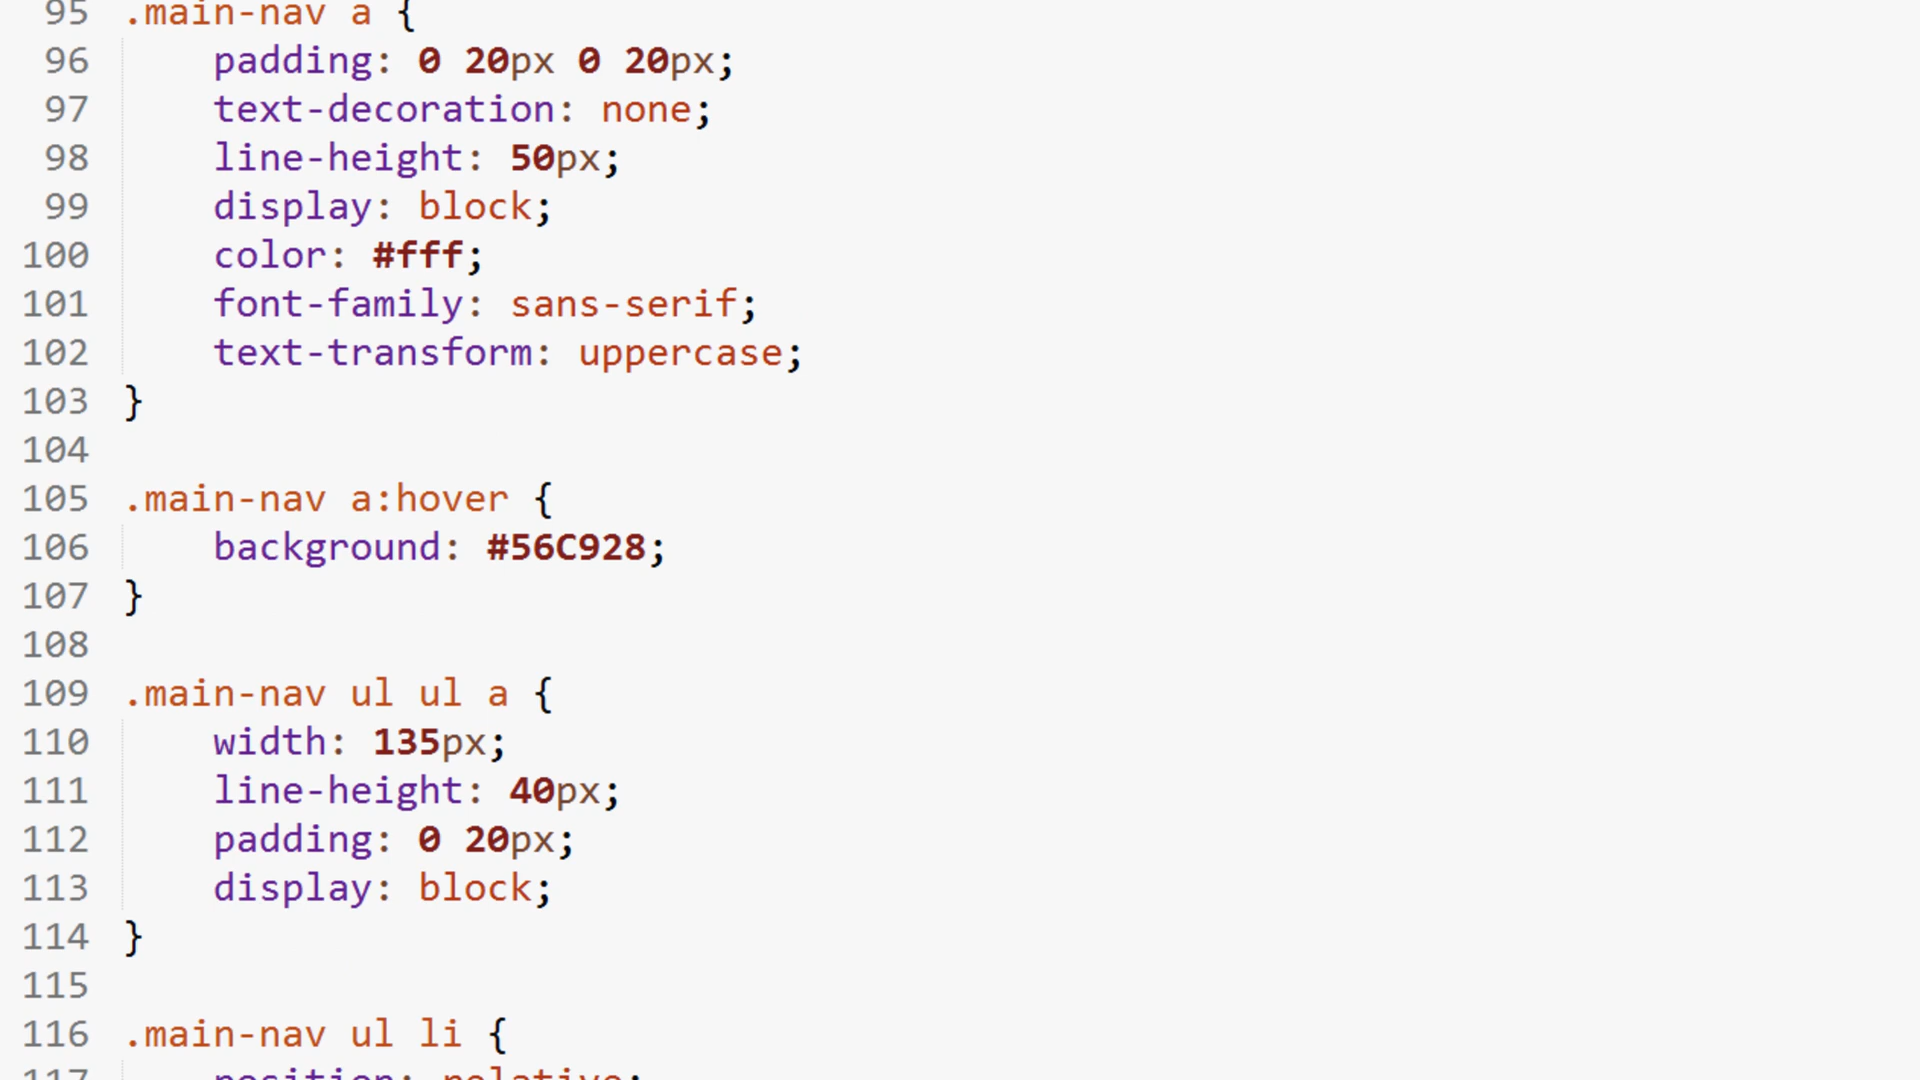 95 .main-nav a {
96 padding: 0 20px 0 20px;
97 text-decoration: none;
98 line-height: 50px;
99 display: block;
100 color: #fff;
101 font-family: sans-serif;
102 text-transform: uppercase;
103 }
104
105 .main-nav a:hover {
106 background: #56C928;
107 }
108
109 .main-nav ul ul a {
110 width: 135px;
111 line-height: 40px;
112 padding: 0 20px;
113 display: block;
114 }
115
116 .main-nav ul li {
117 position: relative;